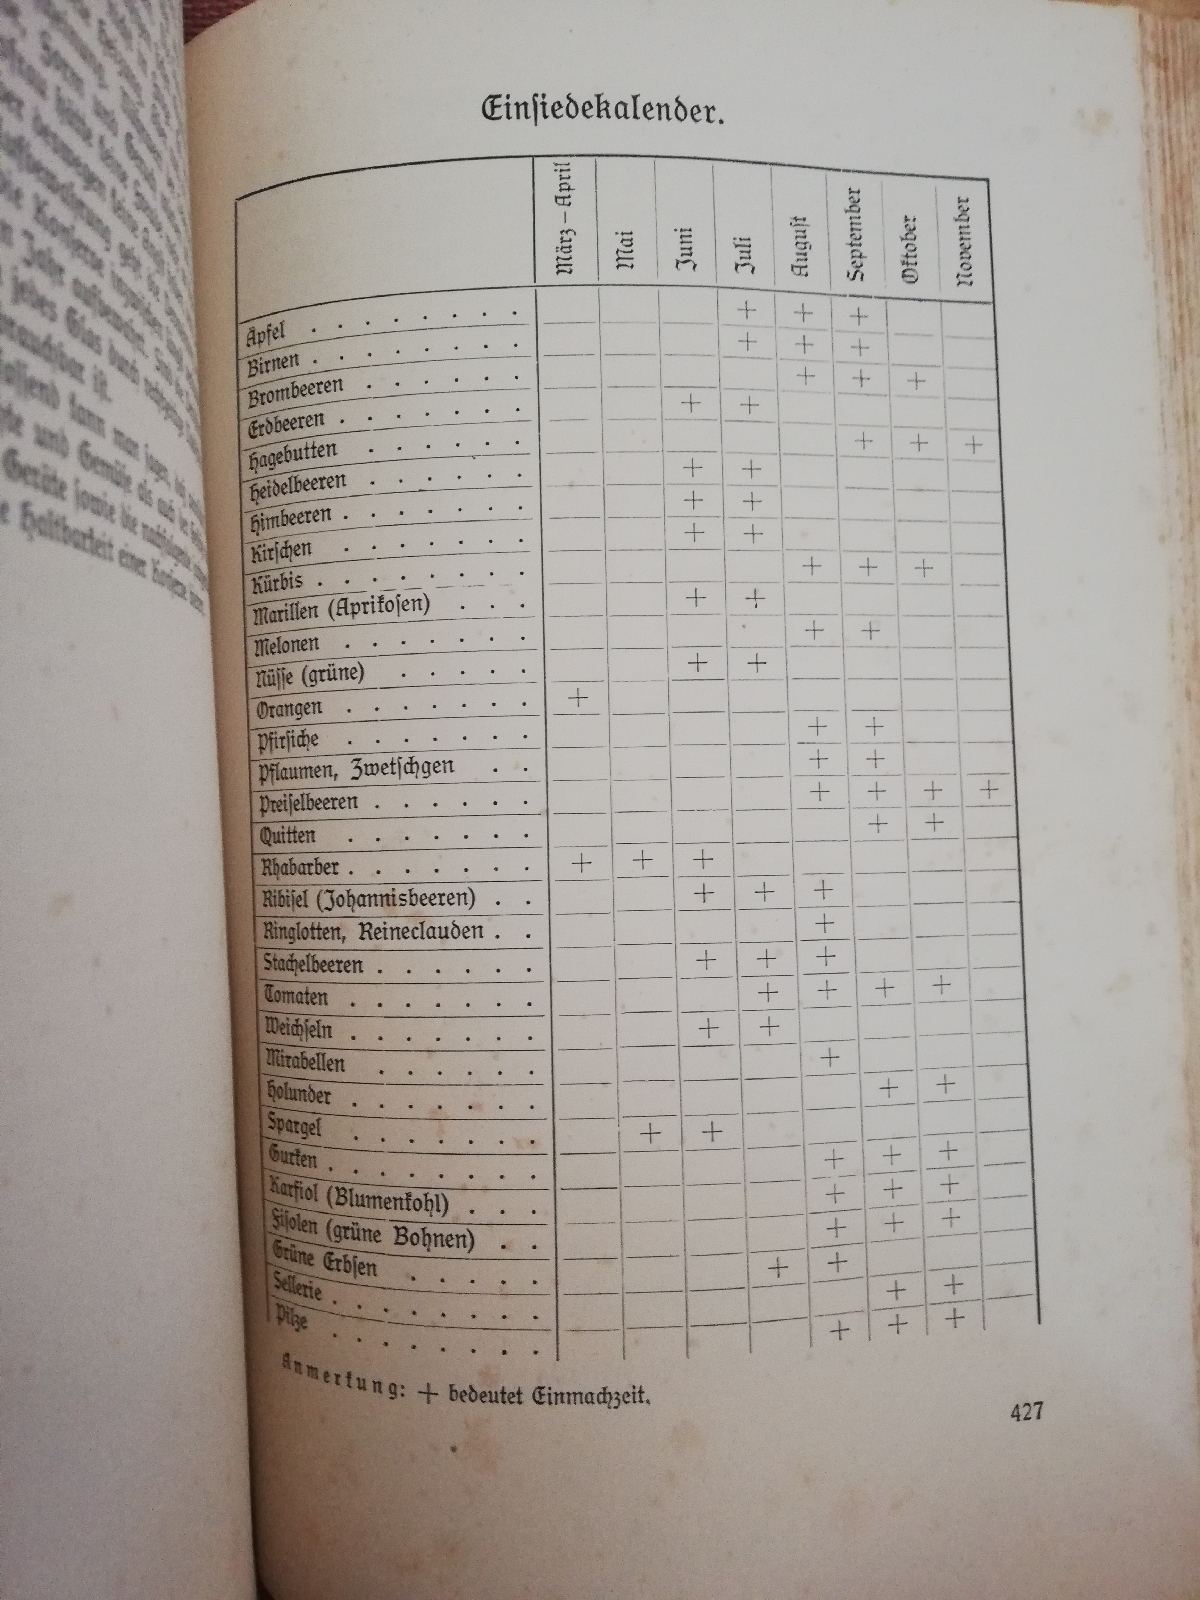 Einsiedekalender.
März–April Mai Juni Juli August September Oktober November
Äpfel . . . . . . . . + + +
Birnen . . . . . . . . + + +
Brombeeren . . . . . . + + +
Erdbeeren . . . . . . . + +
Hagebutten . . . . . . + + +
Heidelbeeren . . . . . . + +
Himbeeren . . . . . . . + +
Kirschen . . . . . . . + +
Kürbis . . . . . . . . + + +
Marillen (Aprikosen) . . . + +
Melonen . . . . . . . + +
Nüsse (grüne) . . . . . + +
Orangen . . . . . . . +
Pfirsiche . . . . . . . + +
Pflaumen, Zwetschgen . . + +
Preiselbeeren . . . . . . + + + +
Quitten . . . . . . . + +
Rhabarber . . . . . . . + + +
Ribisel (Johannisbeeren) . . + + +
Ringlotten, Reineclauden . . +
Stachelbeeren . . . . . . + + +
Tomaten . . . . . . . + + + +
Weichseln . . . . . . . + +
Mirabellen . . . . . . +
Holunder . . . . . . . + +
Spargel . . . . . . . + +
Gurken . . . . . . . . + + +
Karfiol (Blumenkohl) . . . + + +
Fisolen (grüne Bohnen) . . + + +
Grüne Erbsen . . . . . + +
Sellerie . . . . . . . . + +
Pilze . . . . . . . . + + +
Anmerkung: + bedeutet Einmachzeit.
427